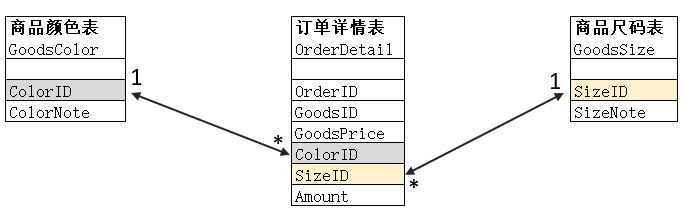 商品颜色表
GoodsColor
ColorID
ColorNote
1
订单详情表
OrderDetail
OrderID
GoodsID
GoodsPrice
ColorID
SizeID
Amount
*
*
商品尺码表
GoodsSize
SizeID
SizeNote
1